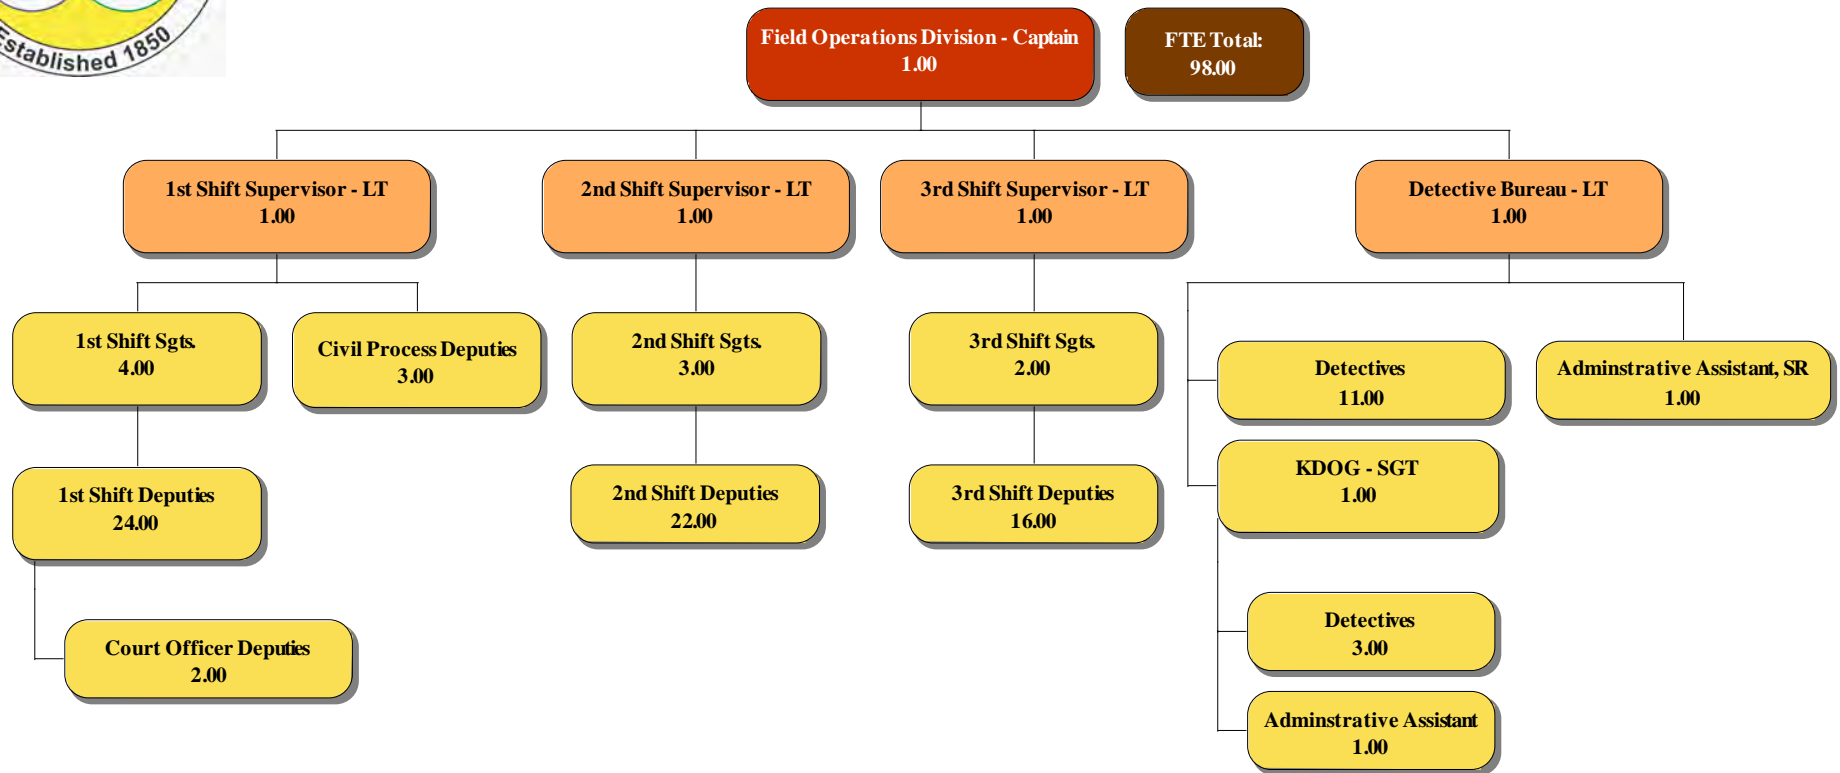 Established 1850
Field Operations Division - Captain
1.00
FTE Total:
98.00
1st Shift Supervisor - LT
1.00
2nd Shift Supervisor - LT
1.00
3rd Shift Supervisor - LT
1.00
Detective Bureau - LT
1.00
1st Shift Sgts.
4.00
Civil Process Deputies
3.00
2nd Shift Sgts.
3.00
3rd Shift Sgts.
2.00
Detectives
11.00
Adminstrative Assistant, SR
1.00
1st Shift Deputies
24.00
2nd Shift Deputies
22.00
3rd Shift Deputies
16.00
KDOG - SGT
1.00
Court Officer Deputies
2.00
Detectives
3.00
Adminstrative Assistant
1.00